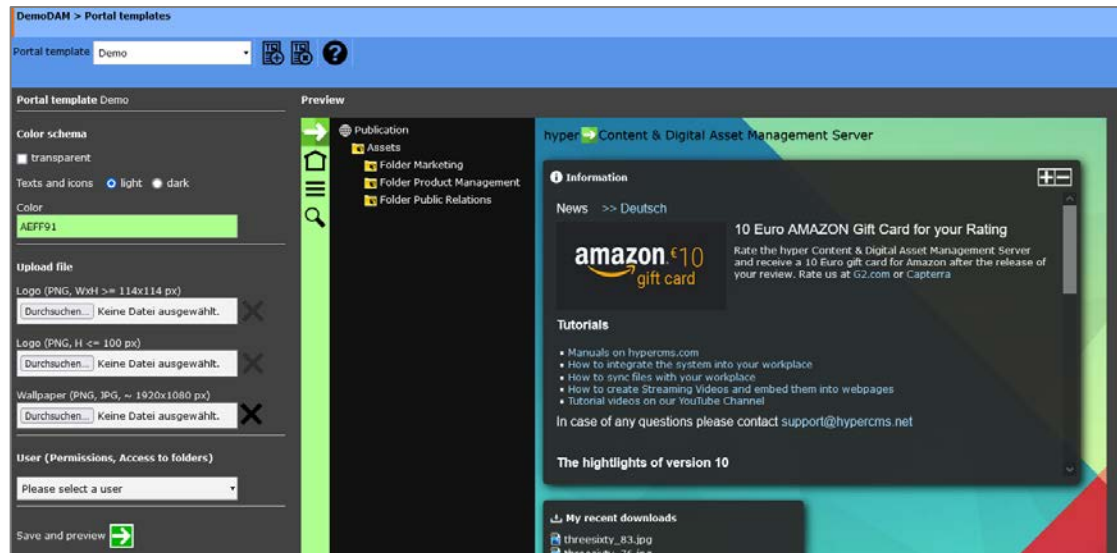 DemoDAM > Portal templates
Portal template Demo
Portal template Demo
Color schema
transparent
Texts and icons light dark
Color
AEFF91
Upload file
Logo (PNG, WxH >= 114x114 px)
Durchsuchen... Keine Datei ausgewählt.
Logo (PNG, H <= 100 px)
Durchsuchen... Keine Datei ausgewählt.
Wallpaper (PNG, JPG, ~ 1920x1080 px)
Durchsuchen... Keine Datei ausgewählt.
User (Permissions, Access to folders)
Please select a user
Save and preview
Preview
Publication
Assets
Folder Marketing
Folder Product Management
Folder Public Relations
hyper Content & Digital Asset Management Server
Information
News >> Deutsch
amazon €10
gift card
10 Euro AMAZON Gift Card for your Rating
Rate the hyper Content & Digital Asset Management Server
and receive a 10 Euro gift card for Amazon after the release of
your review. Rate us at G2.com or Capterra
Tutorials
Manuals on hypercms.com
How to integrate the system into your workplace
How to sync files with your workplace
How to create Streaming Videos and embed them into webpages
Tutorial videos on our YouTube Channel
In case of any questions please contact support@hypercms.net
The hightlights of version 10
My recent downloads
threesixty_83.jpg